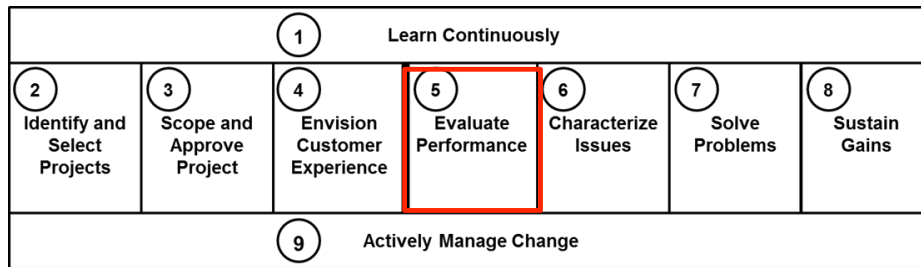 1 Learn Continuously
2
Identify and
Select
Projects
3
Scope and
Approve
Project
4
Envision
Customer
Experience
5
Evaluate
Performance
6
Characterize
Issues
7
Solve
Problems
8
Sustain
Gains
9 Actively Manage Change